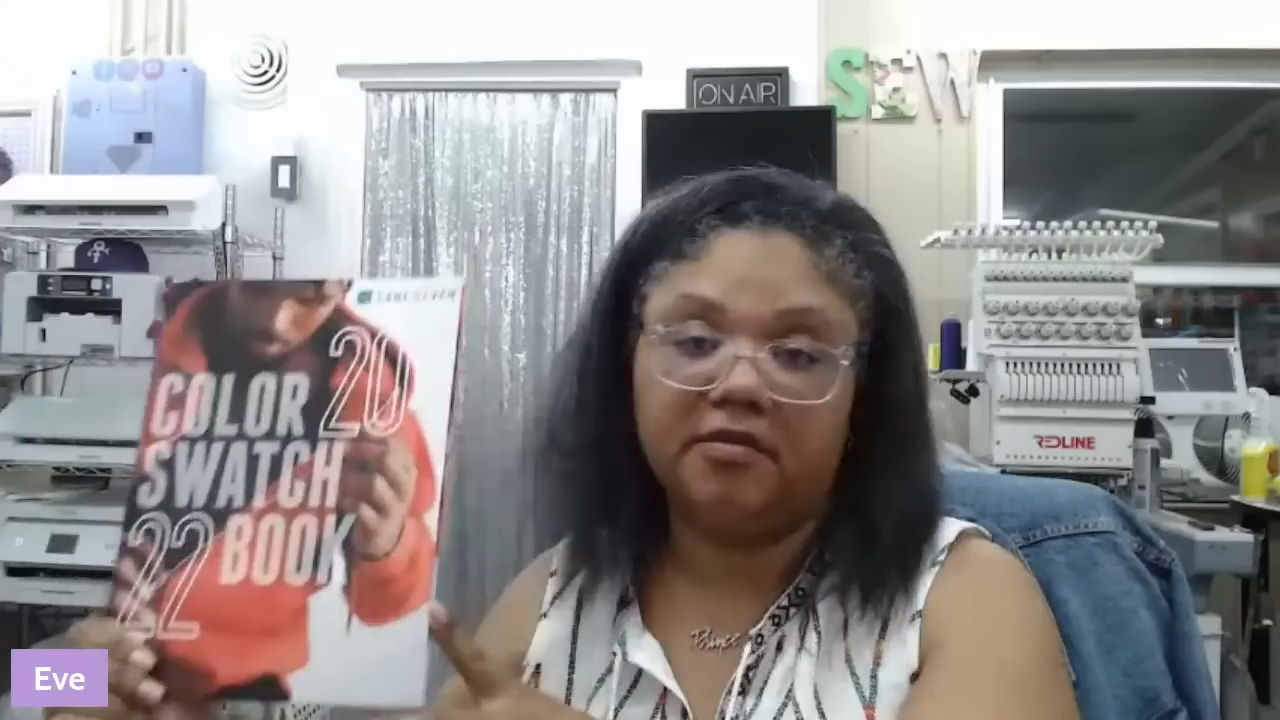 ON AIR
SEW
LANE SEVEN
COLOR 20
SWATCH
22 BOOK
REDLINE
Eve